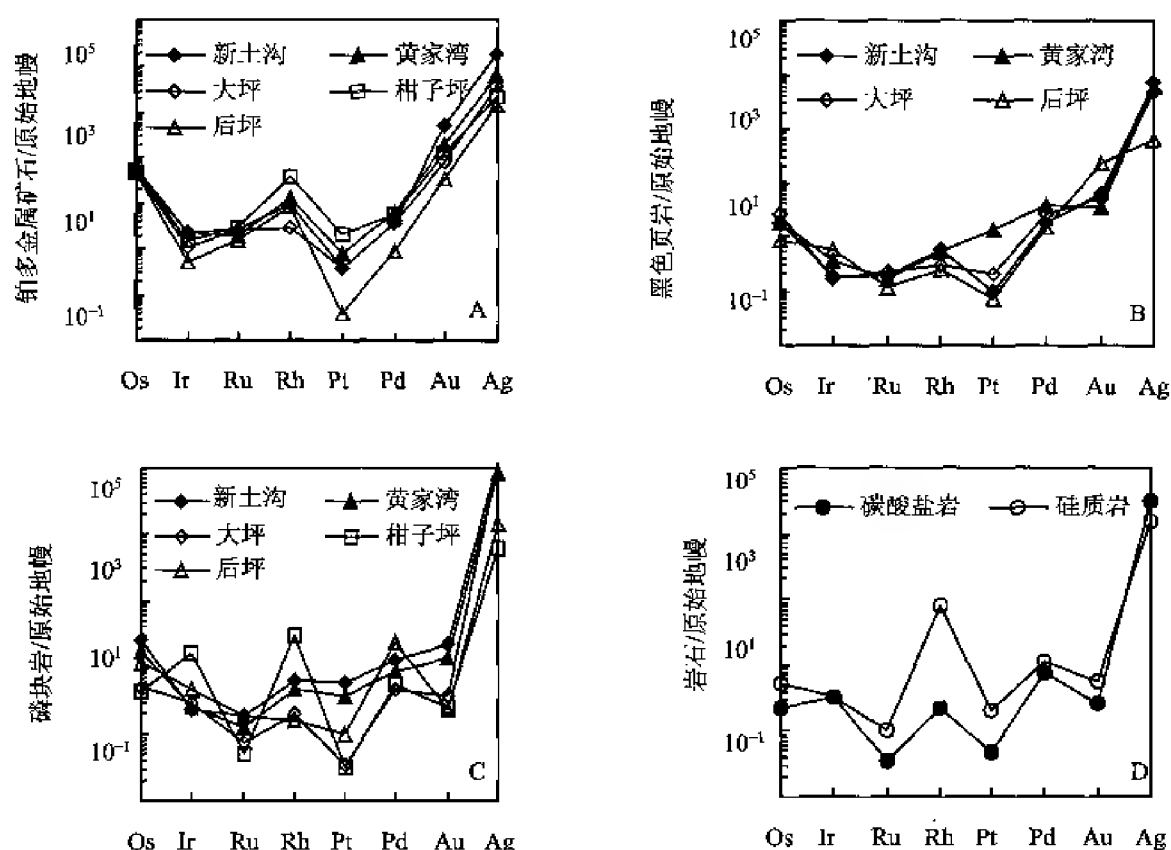 铂多金属矿石/原始地幔
10⁵
10³
10¹
10⁻¹
新土沟
黄家湾
大坪
柑子坪
后坪
A
Os Ir Ru Rh Pt Pd Au Ag
黑色页岩/原始地幔
10⁵
10³
10¹
10⁻¹
新土沟
黄家湾
大坪
后坪
B
Os Ir Ru Rh Pt Pd Au Ag
磷块岩/原始地幔
10⁵
10³
10¹
10⁻¹
新土沟
黄家湾
大坪
柑子坪
后坪
C
Os Ir Ru Rh Pt Pd Au Ag
岩石/原始地幔
10⁵
10³
10¹
10⁻¹
碳酸盐岩
硅质岩
D
Os Ir Ru Rh Pt Pd Au Ag